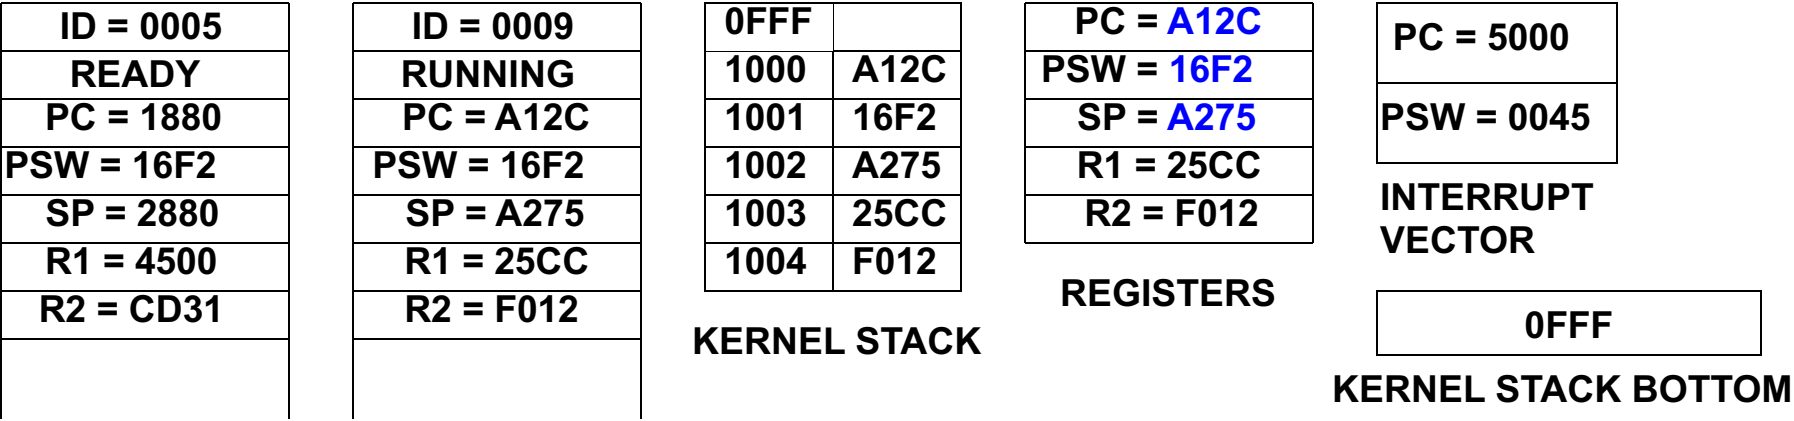 ID = 0005
READY
PC = 1880
PSW = 16F2
SP = 2880
R1 = 4500
R2 = CD31
ID = 0009
RUNNING
PC = A12C
PSW = 16F2
SP = A275
R1 = 25CC
R2 = F012
0FFF
1000 A12C
1001 16F2
1002 A275
1003 25CC
1004 F012
KERNEL STACK
PC = A12C
PSW = 16F2
SP = A275
R1 = 25CC
R2 = F012
REGISTERS
PC = 5000
PSW = 0045
INTERRUPT
VECTOR
0FFF
KERNEL STACK BOTTOM